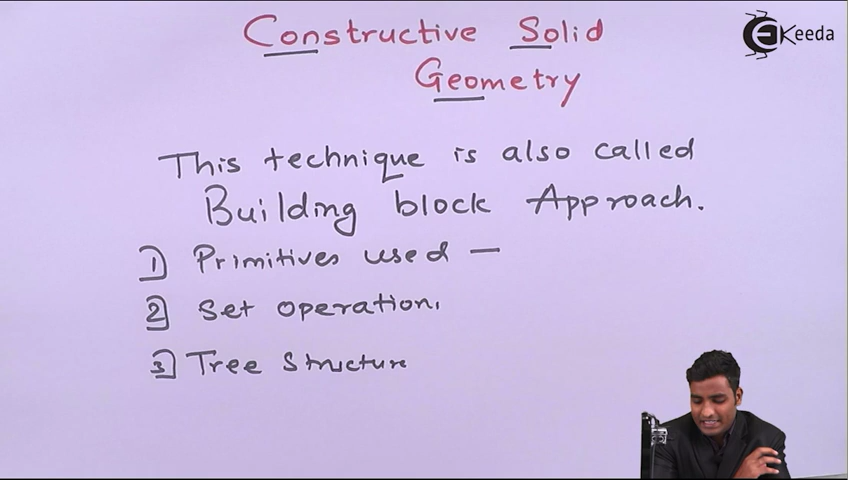 Constructive Solid
Geometry
EKeeda
This technique is also called
Building block Approach.
1] Primitives used —
2] Set operation.
3] Tree Structure